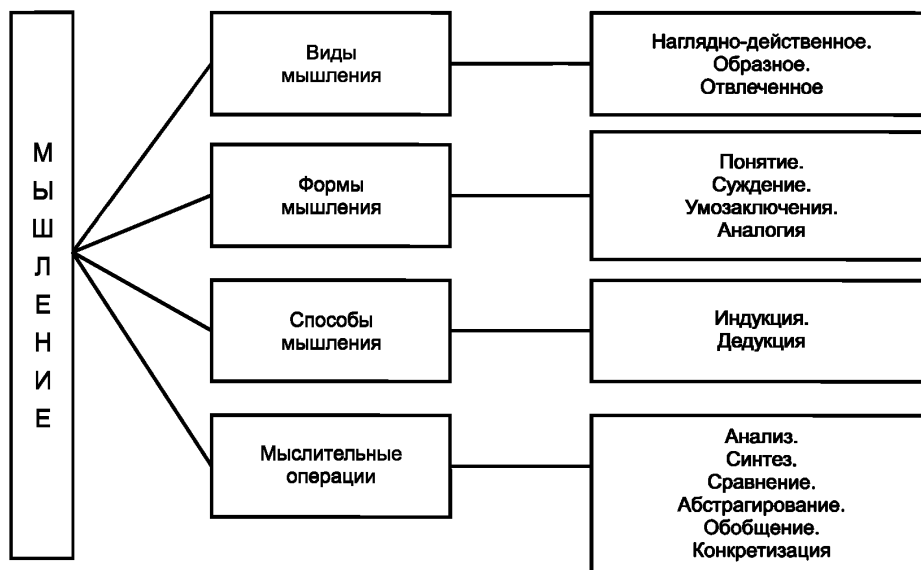 МЫШЛЕНИЕ
Виды
мышления
Наглядно-действенное.
Образное.
Отвлеченное
Формы
мышления
Понятие.
Суждение.
Умозаключения.
Аналогия
Способы
мышления
Индукция.
Дедукция
Мыслительные
операции
Анализ.
Синтез.
Сравнение.
Абстрагирование.
Обобщение.
Конкретизация